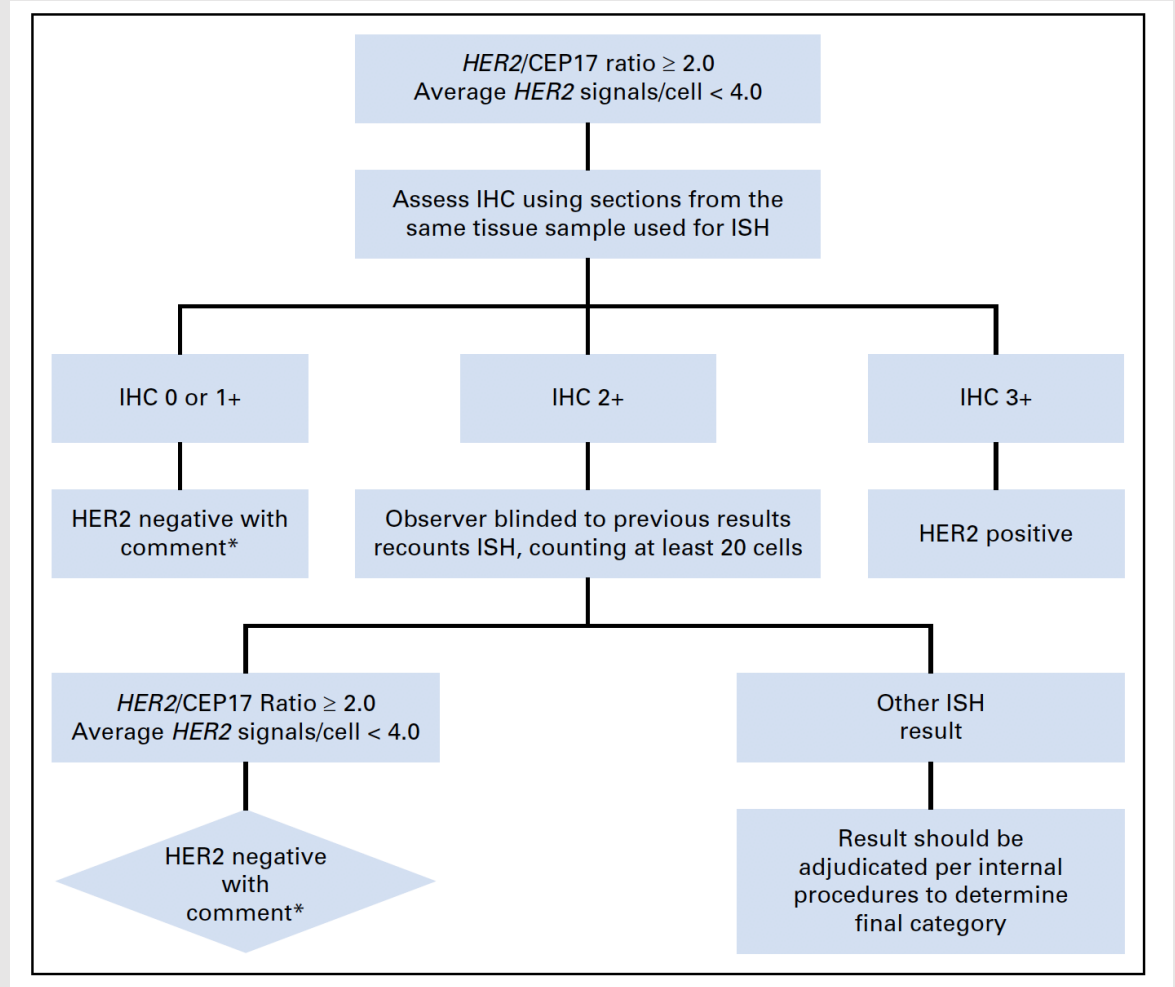 HER2/CEP17 ratio ≥ 2.0
Average HER2 signals/cell < 4.0
Assess IHC using sections from the
same tissue sample used for ISH
IHC 0 or 1+
IHC 2+
IHC 3+
HER2 negative with
comment*
Observer blinded to previous results
recounts ISH, counting at least 20 cells
HER2 positive
HER2/CEP17 Ratio ≥ 2.0
Average HER2 signals/cell < 4.0
Other ISH
result
HER2 negative
with
comment*
Result should be
adjudicated per internal
procedures to determine
final category